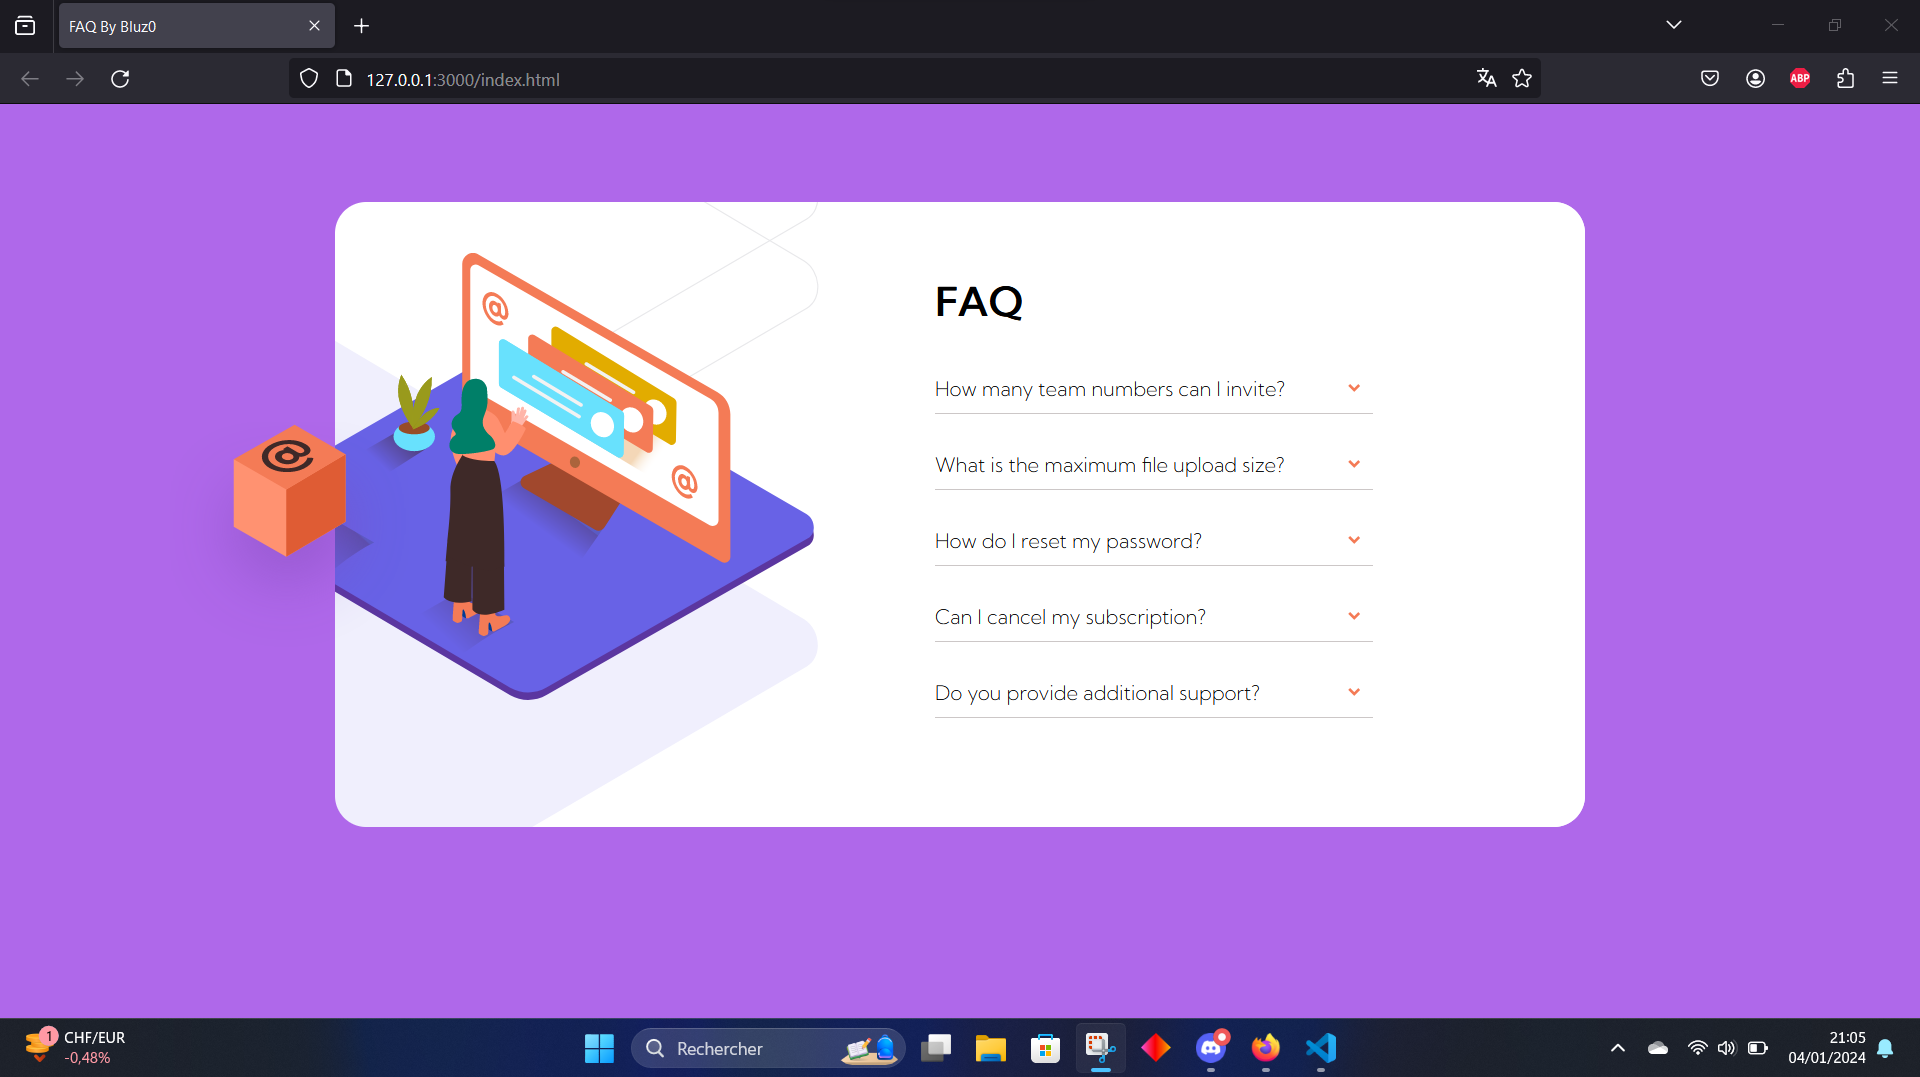 FAQ By Bluz0
127.0.0.1:3000/index.html
ABP
@
@
@
FAQ
How many team numbers can I invite?
What is the maximum file upload size?
How do I reset my password?
Can I cancel my subscription?
Do you provide additional support?
1
CHF/EUR
-0,48%
Rechercher
21:05
04/01/2024